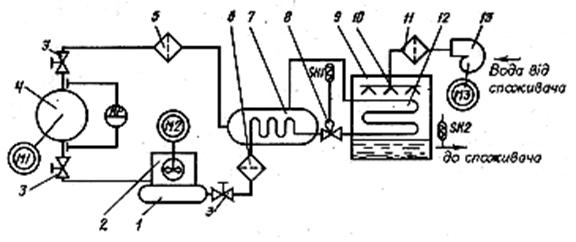 5 6 7 8 9 10 11 12 13
3
SK1
4
Вода від
споживача
M3
M2
SK2
M1
до споживача
3
2
1
3